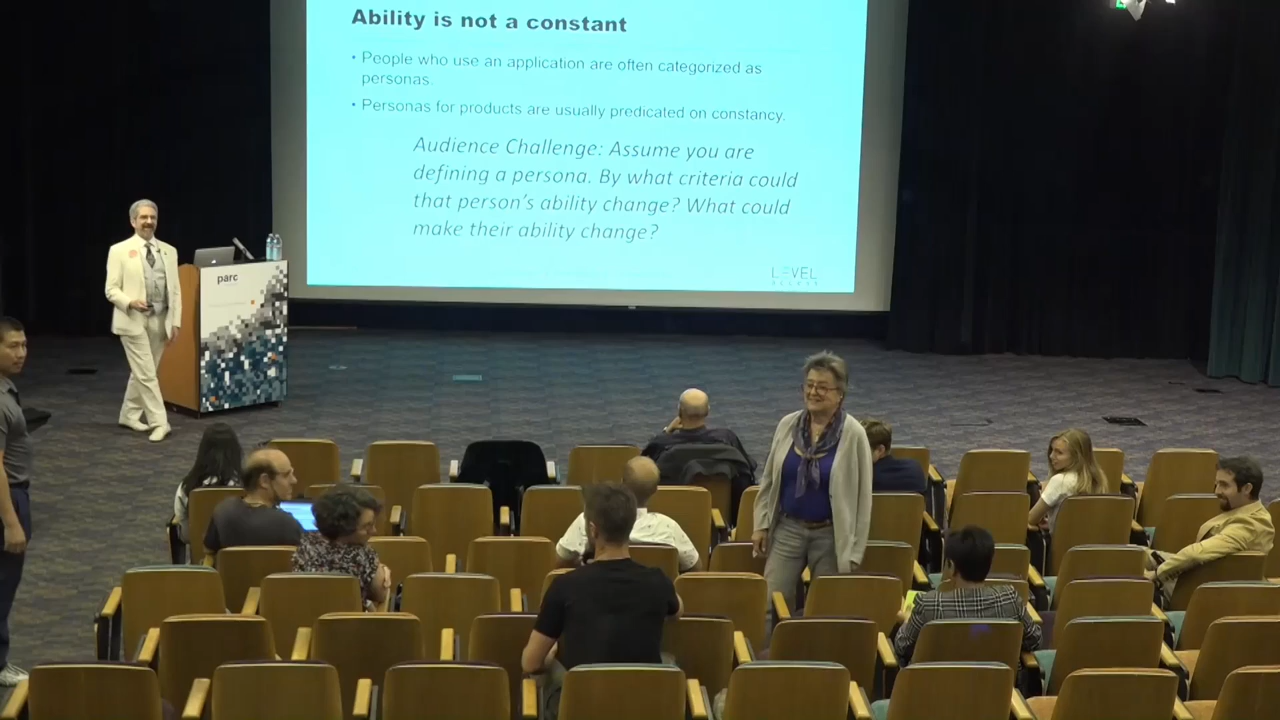 Ability is not a constant
• People who use an application are often categorized as
personas.
• Personas for products are usually predicated on constancy.
Audience Challenge: Assume you are
defining a persona. By what criteria could
that person's ability change? What could
make their ability change?
LEVEL
ACCESS
parc